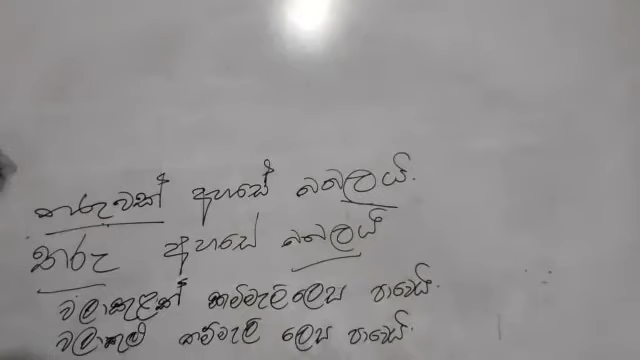 තරුවක් අහසේ බබලයි.
තරු අහසේ බබලයි
වලාකුළක් කම්මැලි ලෙස පාවෙයි.
වලාකුළු කම්මැලි ලෙස පාවෙයි.